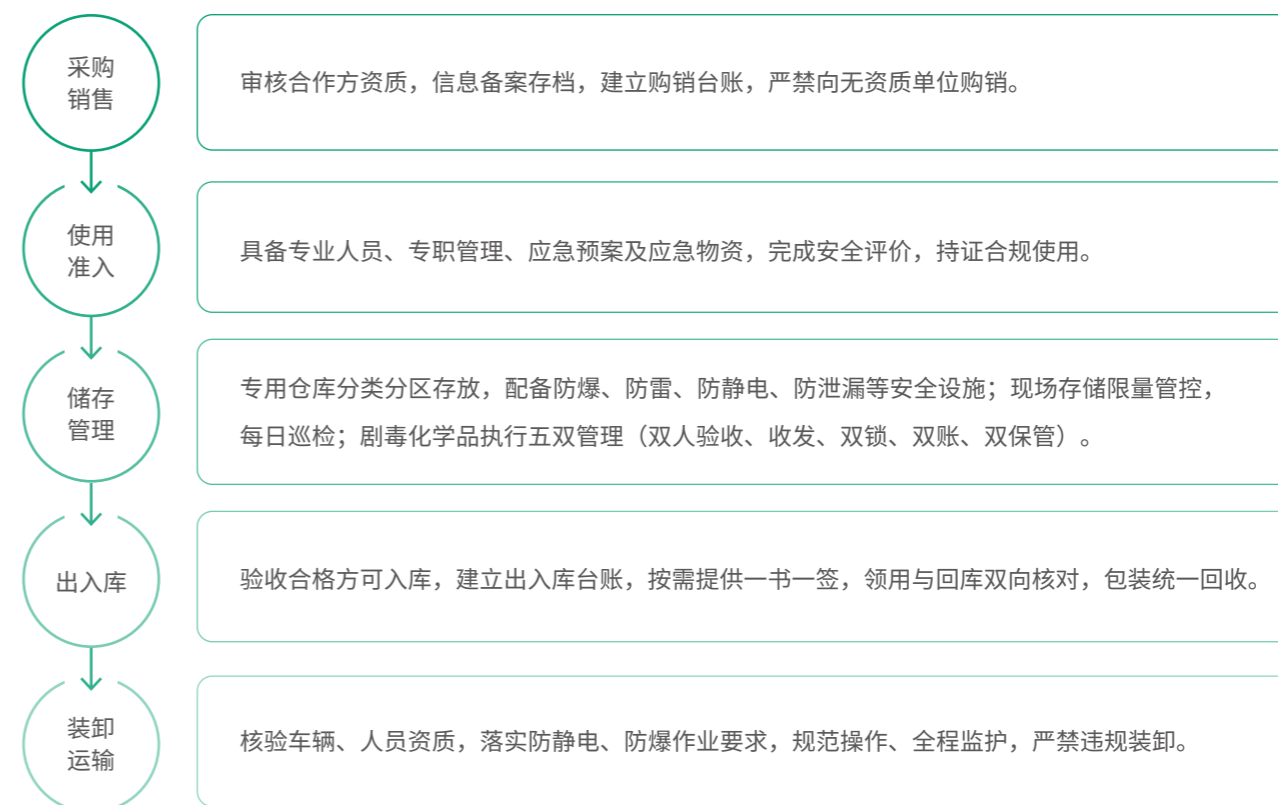 采购
销售
审核合作方资质，信息备案存档，建立购销台账，严禁向无资质单位购销。
使用
准入
具备专业人员、专职管理、应急预案及应急物资，完成安全评价，持证合规使用。
储存
管理
专用仓库分类分区存放，配备防爆、防雷、防静电、防泄漏等安全设施；现场存储限量管控，
每日巡检；剧毒化学品执行五双管理（双人验收、收发、双锁、双账、双保管）。
出入库
验收合格方可入库，建立出入库台账，按需提供一书一签，领用与回库双向核对，包装统一回收。
装卸
运输
核验车辆、人员资质，落实防静电、防爆作业要求，规范操作、全程监护，严禁违规装卸。